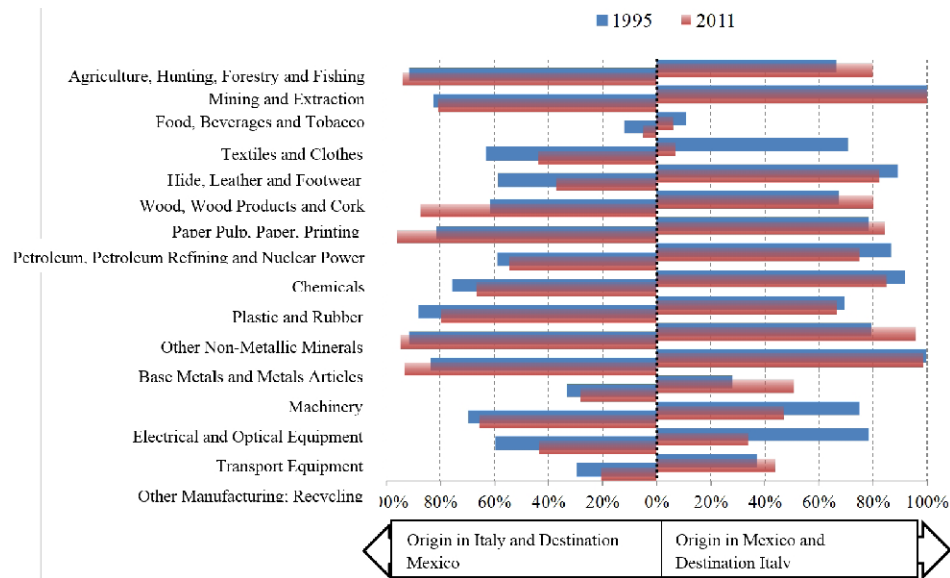 1995 2011
Agriculture, Hunting, Forestry and Fishing
Mining and Extraction
Food, Beverages and Tobacco
Textiles and Clothes
Hide, Leather and Footwear
Wood, Wood Products and Cork
Paper Pulp, Paper, Printing
Petroleum, Petroleum Refining and Nuclear Power
Chemicals
Plastic and Rubber
Other Non-Metallic Minerals
Base Metals and Metals Articles
Machinery
Electrical and Optical Equipment
Transport Equipment
Other Manufacturing; Recycling
00% 80% 60% 40% 20% 0% 20% 40% 60% 80% 100%
Origin in Italy and Destination
Mexico
Origin in Mexico and
Destination Italy